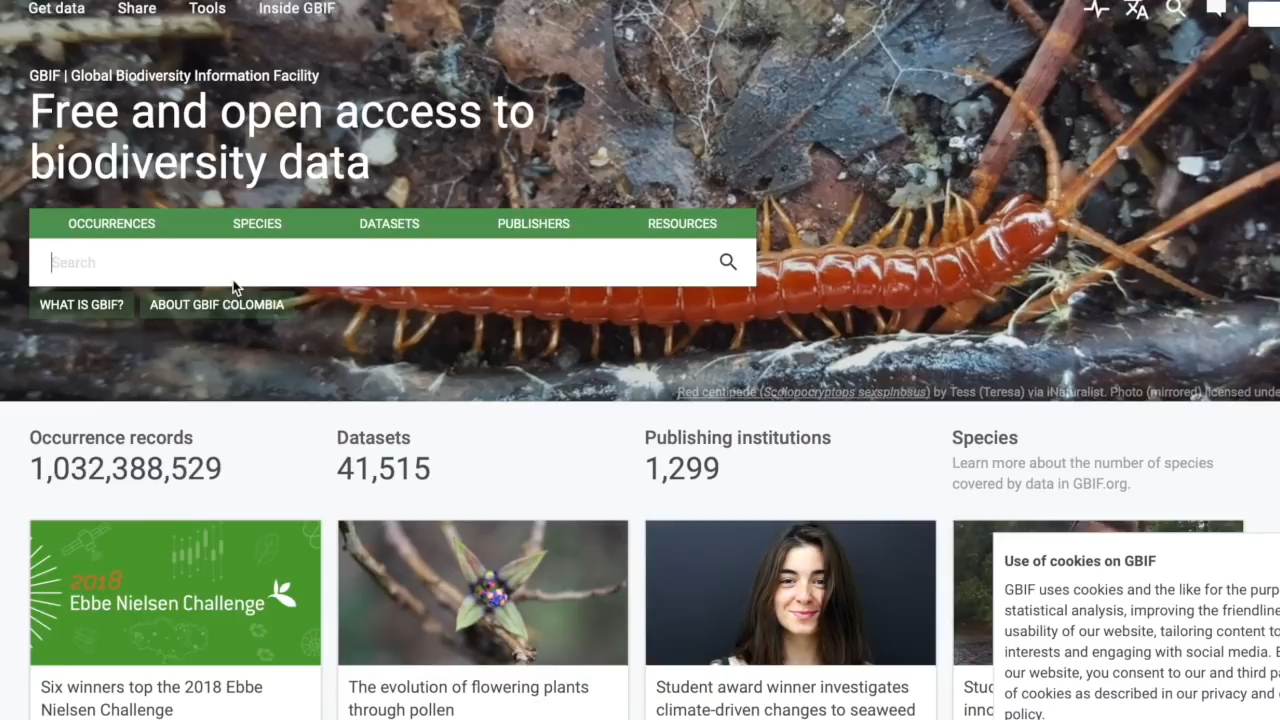 Get data Share Tools Inside GBIF
GBIF | Global Biodiversity Information Facility
Free and open access to
biodiversity data
OCCURRENCES SPECIES DATASETS PUBLISHERS RESOURCES
Search
WHAT IS GBIF? ABOUT GBIF COLOMBIA
Red centipede (Scolopocryptops sexspinosus) by Tess (Teresa) via iNaturalist. Photo (mirrored) licensed unde
Occurrence records
1,032,388,529
Datasets
41,515
Publishing institutions
1,299
Species
Learn more about the number of species
covered by data in GBIF.org.
2018
Ebbe Nielsen Challenge
Six winners top the 2018 Ebbe
Nielsen Challenge
The evolution of flowering plants
through pollen
Student award winner investigates
climate-driven changes to seaweed
Stud
inno
Use of cookies on GBIF
GBIF uses cookies and the like for the purp
statistical analysis, improving the friendline
usability of our website, tailoring content to
interests and engaging with social media. B
our website, you consent to our and third pa
of cookies as described in our privacy and
policy.